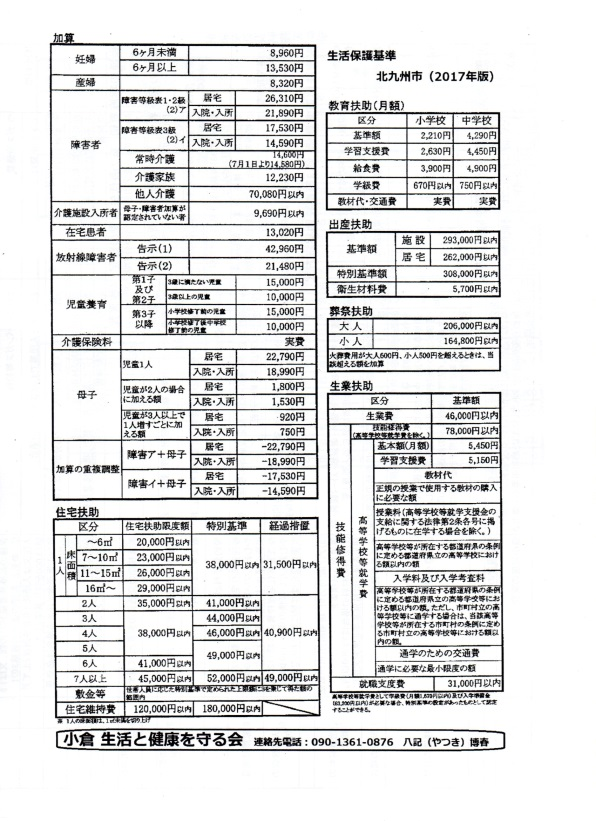 加算
妊婦 6ヶ月未満 8,960円
6ヶ月以上 13,530円
産婦 8,320円
障害者 障害等級表1・2級(2)ア 居宅 26,310円
入院・入所 21,890円
障害等級表3級(2)イ 居宅 17,530円
入院・入所 14,590円
常時介護 14,600円
(7月1日より14,580円)
介護家族 12,230円
他人介護 70,080円以内
介護施設入所者 母子・障害者加算が認定されていない者 9,690円以内
在宅患者 13,020円
放射線障害者 告示(1) 42,960円
告示(2) 21,480円
児童養育 第1子及び第2子 3歳に満たない児童 15,000円
3歳以上の児童 10,000円
第3子以降 小学校修了前の児童 15,000円
小学校修了後中学校修了前の児童 10,000円
介護保険料 実費
母子 児童1人 居宅 22,790円
入院・入所 18,990円
児童が2人の場合に加える額 居宅 1,800円
入院・入所 1,530円
児童が3人以上で1人増すごとに加える額 居宅 920円
入院・入所 750円
加算の重複調整 障害ア+母子 居宅 -22,790円
入院・入所 -18,990円
障害イ+母子 居宅 -17,530円
入院・入所 -14,590円
住宅扶助
区分 住宅扶助限度額 特別基準 経過措置
1人 床面積 ～6㎡ 20,000円以内 38,000円以内 31,500円以内
7～10㎡ 23,000円以内
11～15㎡ 26,000円以内
16㎡～ 29,000円以内
2人 35,000円以内 41,000円以内
3人 38,000円以内 44,000円以内 40,900円以内
4人 46,000円以内
5人 49,000円以内
6人 41,000円以内
7人以上 45,000円以内 52,000円以内 49,000円以内
敷金等 世帯人員に応じた特別基準で定められた上限額に3を乗じて得た額の範囲内
住宅維持費 120,000円以内 180,000円以内
※ 1人の床面積は、1㎡未満を切り上げ
生活保護基準
北九州市(2017年版)
教育扶助(月額)
区分 小学校 中学校
基準額 2,210円 4,290円
学習支援費 2,630円 4,450円
給食費 3,900円 4,900円
学級費 670円以内 750円以内
教材代・交通費 実費 実費
出産扶助
基準額 施設 293,000円以内
居宅 262,000円以内
特別基準額 308,000円以内
衛生材料費 5,700円以内
葬祭扶助
大人 206,000円以内
小人 164,800円以内
火葬費用が大人600円、小人500円を超えるときは、当
該超える額を加算
生業扶助
区分 基準額
生業費 46,000円以内
技能修得費 技能修得費
(高等学校等就学費を除く。) 78,000円以内
高等学校等就学費 基本額(月額) 5,450円
学習支援費 5,150円
教材代
正規の授業で使用する教材の購入
に必要な額
授業料(高等学校等就学支援金の
支給に関する法律第2条各号に掲
げるものに在学する場合を除く。)
高等学校等が所在する都道府県の条例
に定める都道府県立の高等学校におけ
る額以内の額
入学料及び入学考査料
高等学校等が所在する都道府県の条例
に定める都道府県立の高等学校等にお
ける額以内の額。ただし、市町村立の高
等学校等に通学する場合は、当該高等
学校等が所在する市町村の条例に定め
る市町村立の高等学校等における額以
内の額。
通学のための交通費
通学に必要な最小限度の額
就職支度費 31,000円以内
高等学校等就学費として学級費(月額1,670円以内)及び入学準備金
(63,200円以内)が必要な場合、特別基準の設定があったものとして認定
することができる。
小倉 生活と健康を守る会 連絡先電話:090-1361-0876 八記(やつき)博春